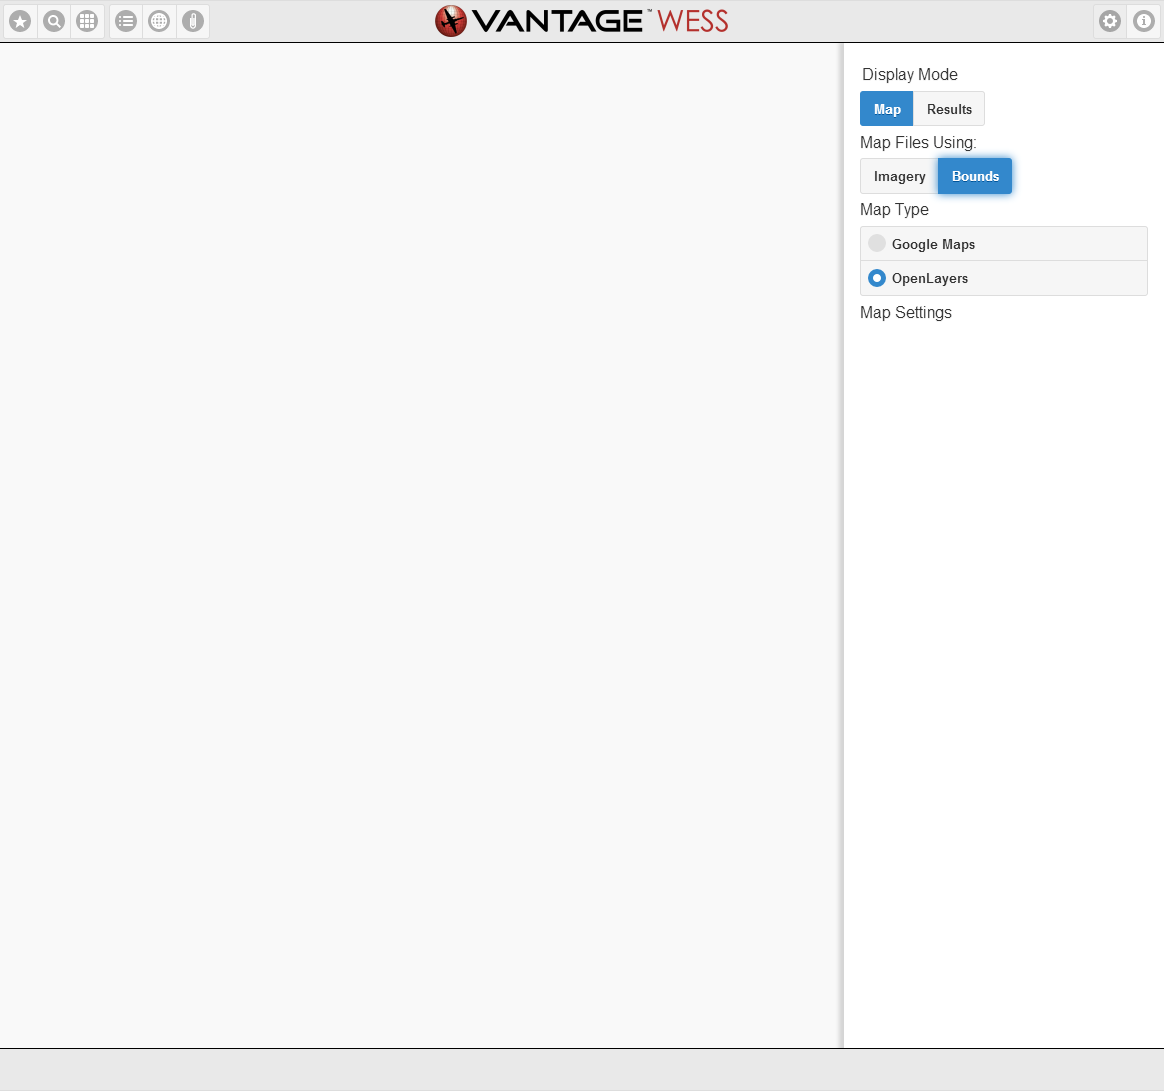 VANTAGE™ WESS
Display Mode
Map Results
Map Files Using:
Imagery Bounds
Map Type
Google Maps
OpenLayers
Map Settings